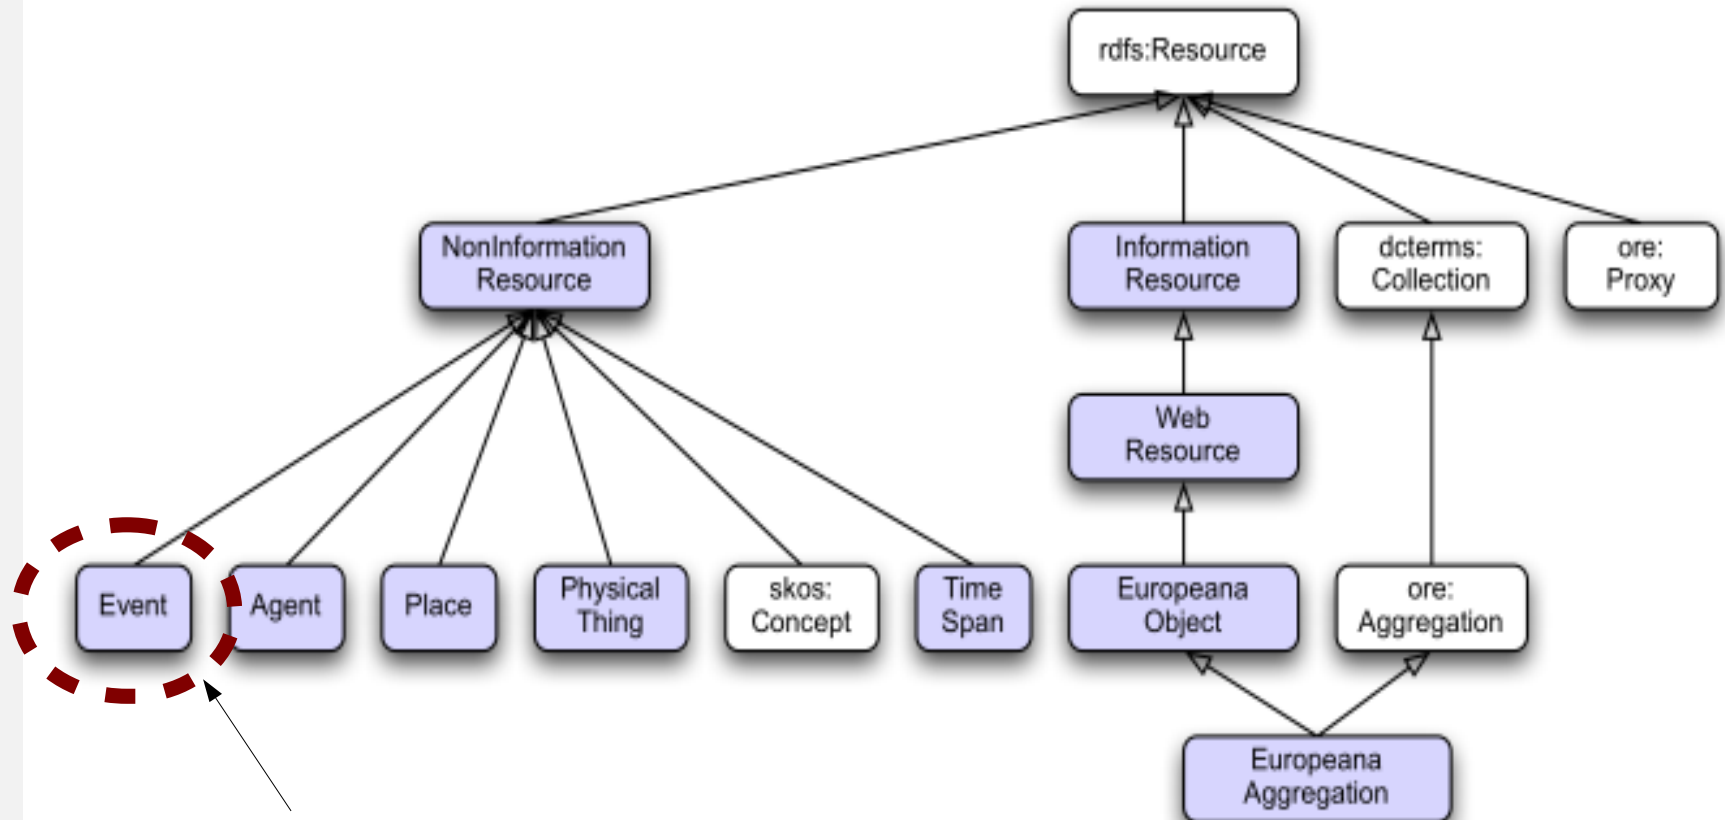 rdfs:Resource
NonInformation
Resource
Information
Resource
dcterms:
Collection
ore:
Proxy
Web
Resource
Event
Agent
Place
Physical
Thing
skos:
Concept
Time
Span
Europeana
Object
ore:
Aggregation
Europeana
Aggregation